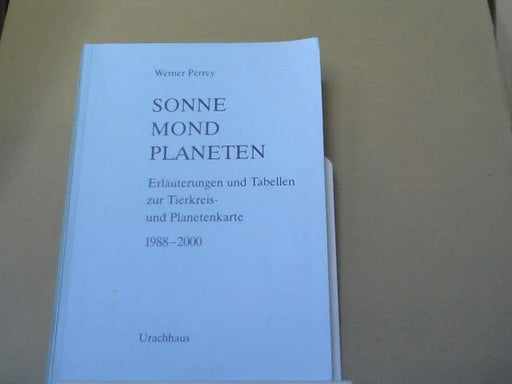 Werner Perrey
SONNE
MOND
PLANETEN
Erläuterungen und Tabellen
zur Tierkreis-
und Planetenkarte
1988–2000
Urachhaus